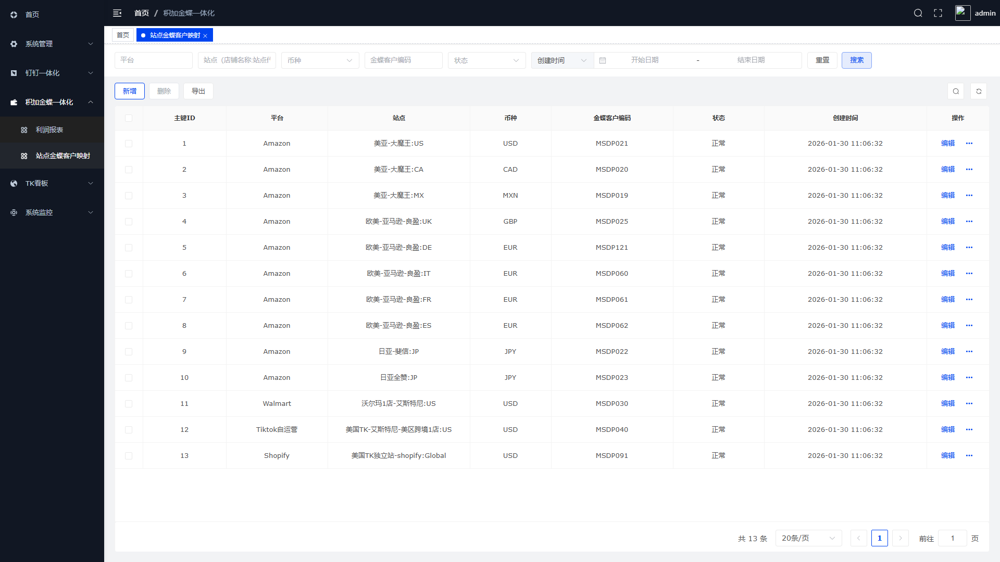 首页
系统管理
钉钉一体化
积加金蝶一体化
利润报表
站点金蝶客户映射
TK看板
系统监控
首页 / 积加金蝶一体化
admin
首页
站点金蝶客户映射
平台
站点（店铺名称:站点代
币种
金蝶客户编码
状态
创建时间
开始日期 - 结束日期
重置
搜索
新增
删除
导出
主键ID 平台 站点 币种 金蝶客户编码 状态 创建时间 操作
1 Amazon 美亚-大魔王:US USD MSDP021 正常 2026-01-30 11:06:32 编辑 •••
2 Amazon 美亚-大魔王:CA CAD MSDP020 正常 2026-01-30 11:06:32 编辑 •••
3 Amazon 美亚-大魔王:MX MXN MSDP019 正常 2026-01-30 11:06:32 编辑 •••
4 Amazon 欧美-亚马逊-良盈:UK GBP MSDP025 正常 2026-01-30 11:06:32 编辑 •••
5 Amazon 欧美-亚马逊-良盈:DE EUR MSDP121 正常 2026-01-30 11:06:32 编辑 •••
6 Amazon 欧美-亚马逊-良盈:IT EUR MSDP060 正常 2026-01-30 11:06:32 编辑 •••
7 Amazon 欧美-亚马逊-良盈:FR EUR MSDP061 正常 2026-01-30 11:06:32 编辑 •••
8 Amazon 欧美-亚马逊-良盈:ES EUR MSDP062 正常 2026-01-30 11:06:32 编辑 •••
9 Amazon 日亚-斐信:JP JPY MSDP022 正常 2026-01-30 11:06:32 编辑 •••
10 Amazon 日亚全赞:JP JPY MSDP023 正常 2026-01-30 11:06:32 编辑 •••
11 Walmart 沃尔玛1店-艾斯特尼:US USD MSDP030 正常 2026-01-30 11:06:32 编辑 •••
12 Tiktok自运营 美国TK-艾斯特尼-美区跨境1店:US USD MSDP040 正常 2026-01-30 11:06:32 编辑 •••
13 Shopify 美国TK独立站-shopify:Global USD MSDP091 正常 2026-01-30 11:06:32 编辑 •••
共 13 条 20条/页 1 前往 1 页